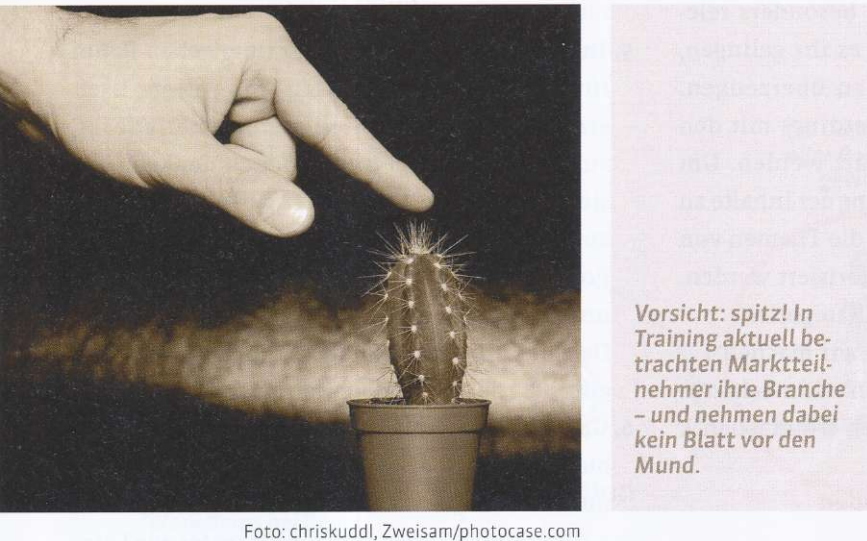 Vorsicht: spitz! In
Training aktuell be-
trachten Marktteil-
nehmer ihre Branche
– und nehmen dabei
kein Blatt vor den
Mund.
Foto: chriskuddl, Zweisam/photocase.com